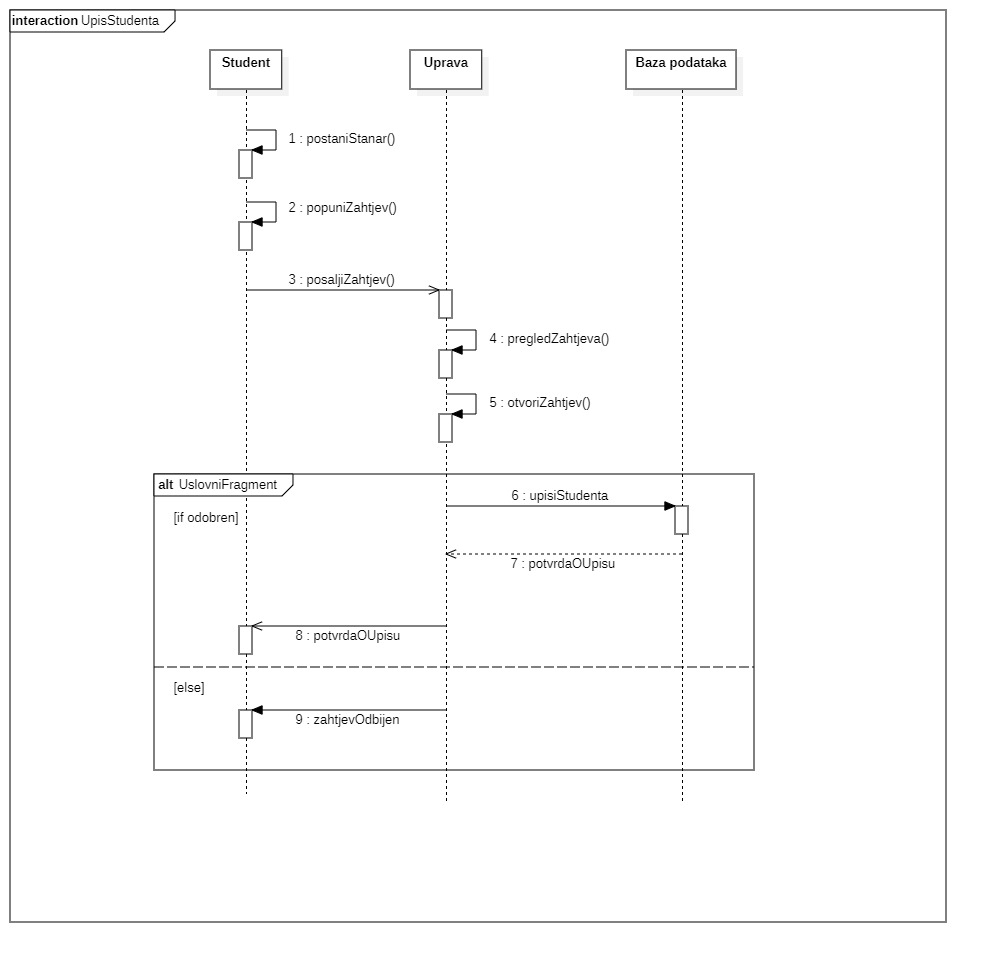 interaction UpisStudenta
Student
Uprava
Baza podataka
1 : postaniStanar()
2 : popuniZahtjev()
3 : posaljiZahtjev()
4 : pregledZahtjeva()
5 : otvoriZahtjev()
alt UslovniFragment
6 : upisiStudenta
[if odobren]
7 : potvrdaOUpisu
8 : potvrdaOUpisu
[else]
9 : zahtjevOdbijen